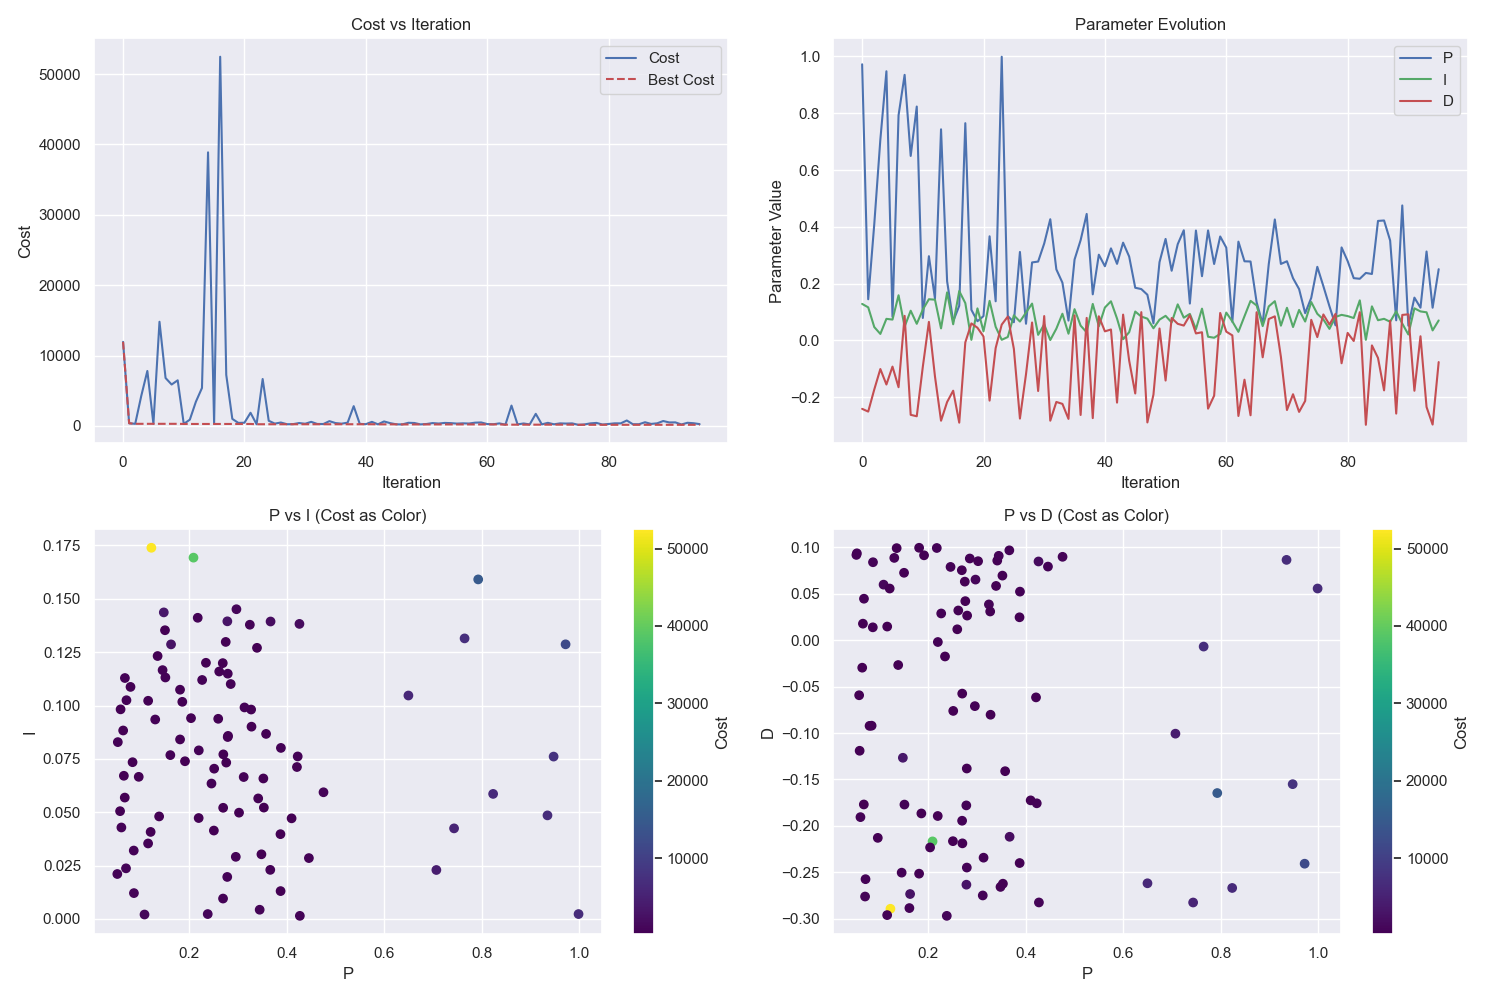 Cost vs Iteration
Cost
Best Cost
50000
40000
30000
20000
10000
0
Cost
0 20 40 60 80
Iteration
Parameter Evolution
P
I
D
1.0
0.8
0.6
0.4
0.2
0.0
−0.2
Parameter Value
0 20 40 60 80
Iteration
P vs I (Cost as Color)
0.175
0.150
0.125
0.100
0.075
0.050
0.025
0.000
I
0.2 0.4 0.6 0.8 1.0
P
50000
40000
30000
20000
10000
Cost
P vs D (Cost as Color)
0.10
0.05
0.00
−0.05
−0.10
−0.15
−0.20
−0.25
−0.30
D
0.2 0.4 0.6 0.8 1.0
P
50000
40000
30000
20000
10000
Cost